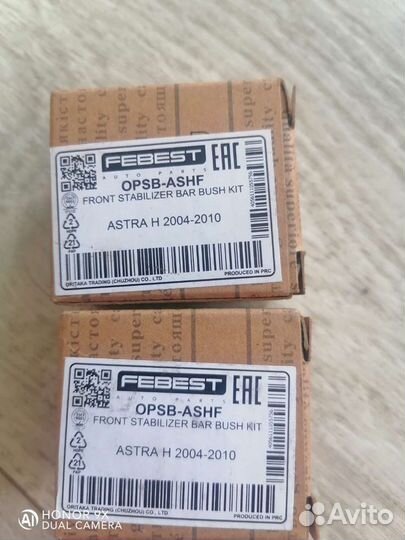 FEBEST
AUTO PARTS
EAC
OPSB-ASHF
FRONT STABILIZER BAR BUSH KIT
ASTRA H 2004-2010
ORITAKA TRADING (CHUZHOU) CO., LTD
PRODUCED IN PRC
FEBEST
AUTO PARTS
EAC
OPSB-ASHF
FRONT STABILIZER BAR BUSH KIT
ASTRA H 2004-2010
ORITAKA TRADING (CHUZHOU) CO., LTD
PRODUCED IN PRC
HONOR 9X
AI DUAL CAMERA
Avito